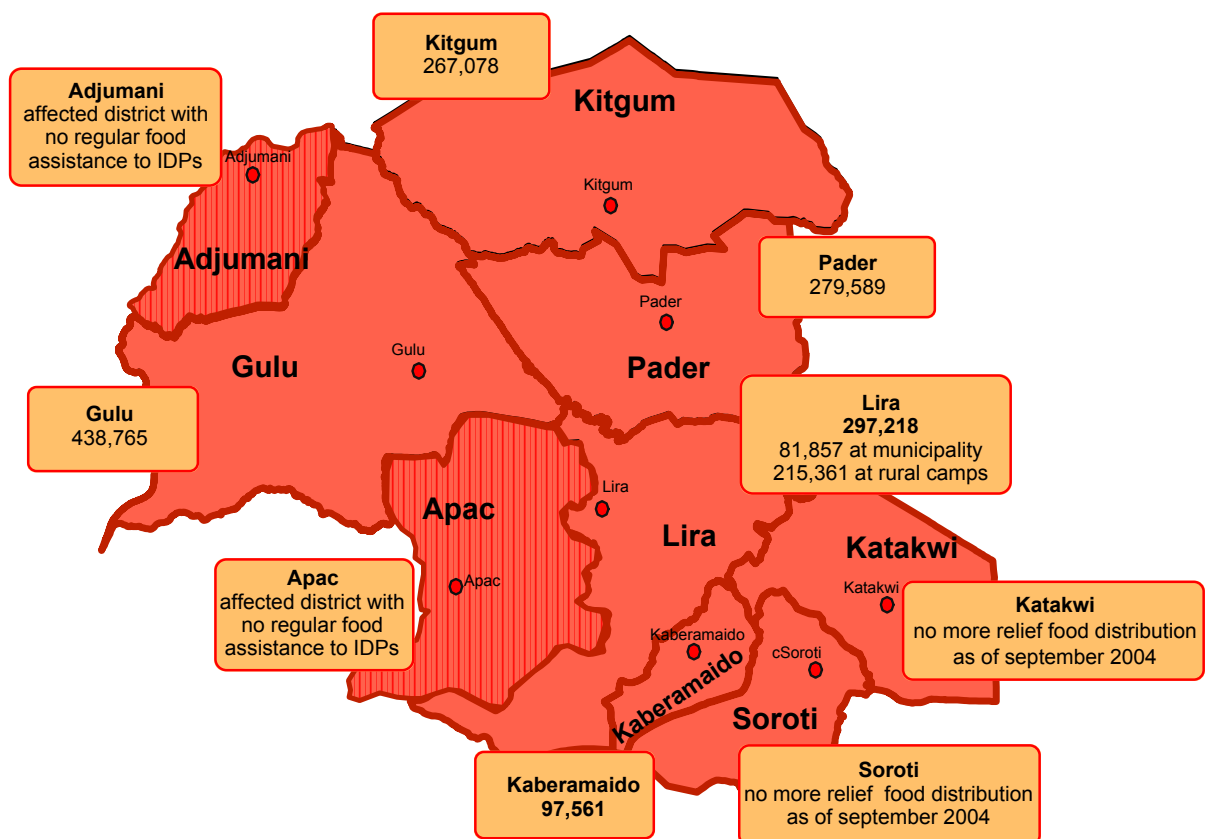 Kitgum
267,078
Adjumani
affected district with
no regular food
assistance to IDPs
Kitgum
Adjumani
Kitgum
Adjumani
Pader
279,589
Pader
Gulu
Gulu
Pader
Gulu
438,765
Lira
297,218
81,857 at municipality
215,361 at rural camps
Lira
Apac
Lira
Katakwi
Apac
affected district with
no regular food
assistance to IDPs
Apac
Katakwi
Katakwi
no more relief food distribution
as of september 2004
Kaberamaido
cSoroti
Kaberamaido
Soroti
Kaberamaido
97,561
Soroti
no more relief food distribution
as of september 2004